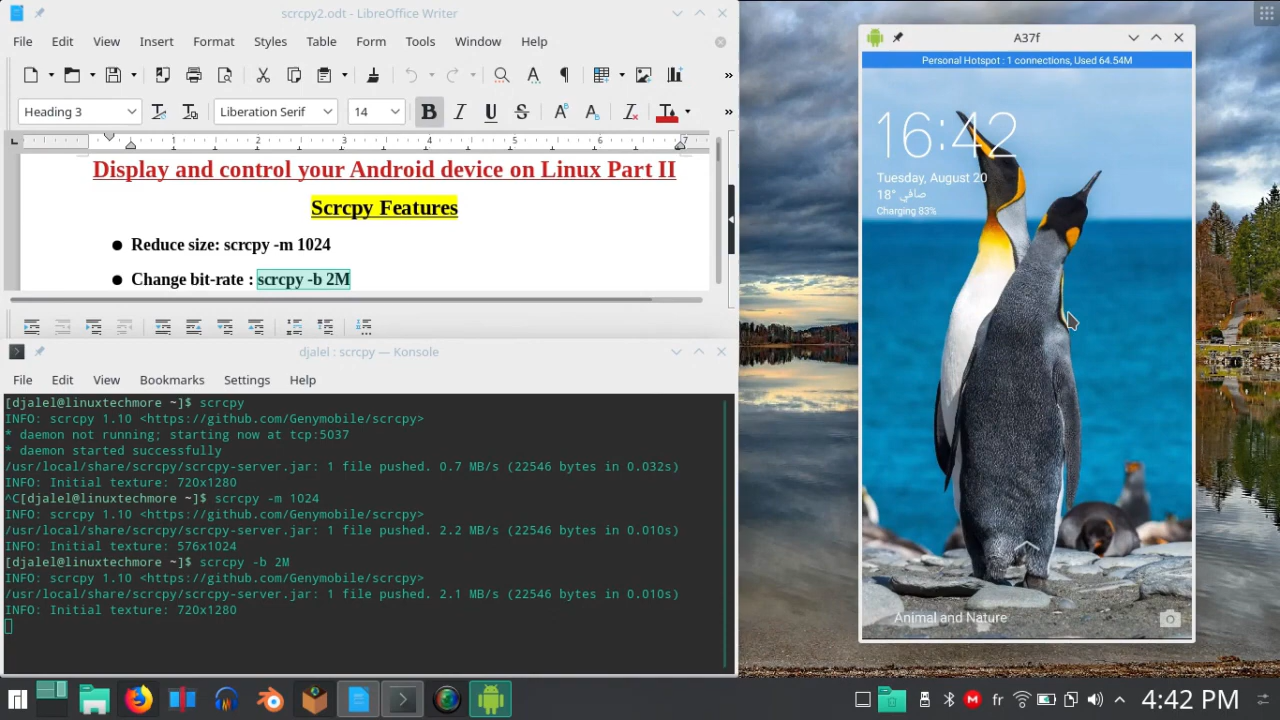 scrcpy2.odt - LibreOffice Writer
File Edit View Insert Format Styles Table Form Tools Window Help
Heading 3 Liberation Serif 14
1 2 3 4 5 6 7
Display and control your Android device on Linux Part II
Scrcpy Features
● Reduce size: scrcpy -m 1024
● Change bit-rate : scrcpy -b 2M
djalel : scrcpy — Konsole
File Edit View Bookmarks Settings Help
[djalel@linuxtechmore ~]$ scrcpy
INFO: scrcpy 1.10 <https://github.com/Genymobile/scrcpy>
* daemon not running; starting now at tcp:5037
* daemon started successfully
/usr/local/share/scrcpy/scrcpy-server.jar: 1 file pushed. 0.7 MB/s (22546 bytes in 0.032s)
INFO: Initial texture: 720x1280
^C[djalel@linuxtechmore ~]$ scrcpy -m 1024
INFO: scrcpy 1.10 <https://github.com/Genymobile/scrcpy>
/usr/local/share/scrcpy/scrcpy-server.jar: 1 file pushed. 2.2 MB/s (22546 bytes in 0.010s)
INFO: Initial texture: 576x1024
[djalel@linuxtechmore ~]$ scrcpy -b 2M
INFO: scrcpy 1.10 <https://github.com/Genymobile/scrcpy>
/usr/local/share/scrcpy/scrcpy-server.jar: 1 file pushed. 2.1 MB/s (22546 bytes in 0.010s)
INFO: Initial texture: 720x1280
A37f
Personal Hotspot : 1 connections, Used 64.54M
16:42
Tuesday, August 20
18° صافي
Charging 83%
Animal and Nature
fr 4:42 PM